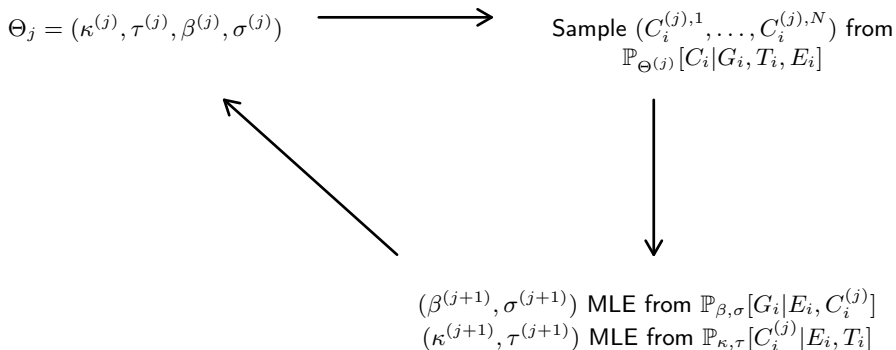 Θ_j = (κ^{(j)}, τ^{(j)}, β^{(j)}, σ^{(j)})
Sample (C_i^{(j),1}, . . . , C_i^{(j),N}) from
ℙ_{Θ^{(j)}}[C_i|G_i, T_i, E_i]
(β^{(j+1)}, σ^{(j+1)}) MLE from ℙ_{β,σ}[G_i|E_i, C_i^{(j)}]
(κ^{(j+1)}, τ^{(j+1)}) MLE from ℙ_{κ,τ}[C_i^{(j)}|E_i, T_i]